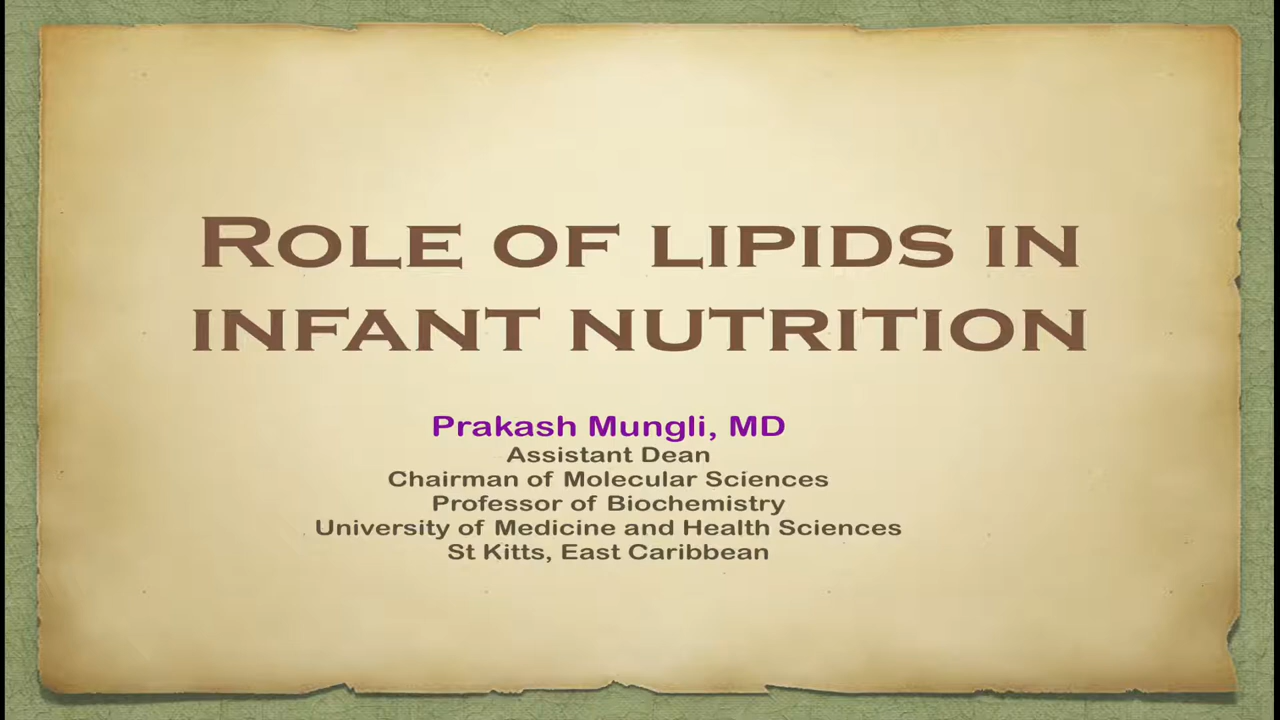 Role of lipids in
infant nutrition
Prakash Mungli, MD
Assistant Dean
Chairman of Molecular Sciences
Professor of Biochemistry
University of Medicine and Health Sciences
St Kitts, East Caribbean